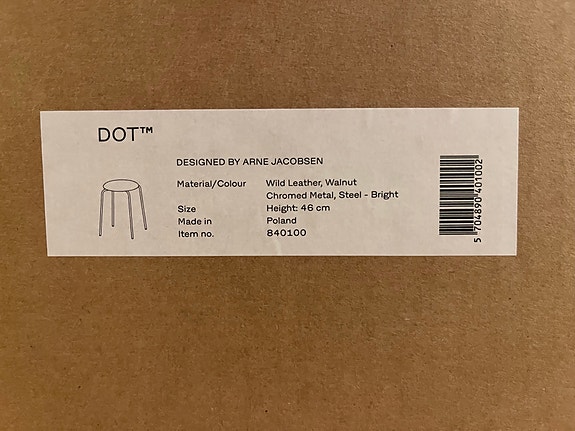 DOT™
DESIGNED BY ARNE JACOBSEN
Material/Colour Wild Leather, Walnut
Chromed Metal, Steel - Bright
Size Height: 46 cm
Made in Poland
Item no. 840100
5 704890 401002